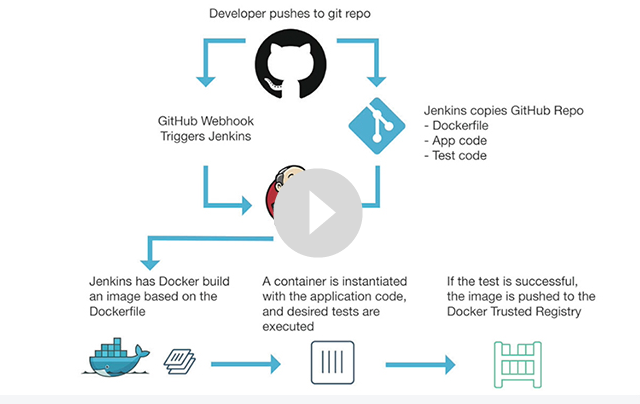 Developer pushes to git repo
GitHub Webhook
Triggers Jenkins
Jenkins copies GitHub Repo
- Dockerfile
- App code
- Test code
Jenkins has Docker build
an image based on the
Dockerfile
A container is instantiated
with the application code,
and desired tests are
executed
If the test is successful,
the image is pushed to the
Docker Trusted Registry